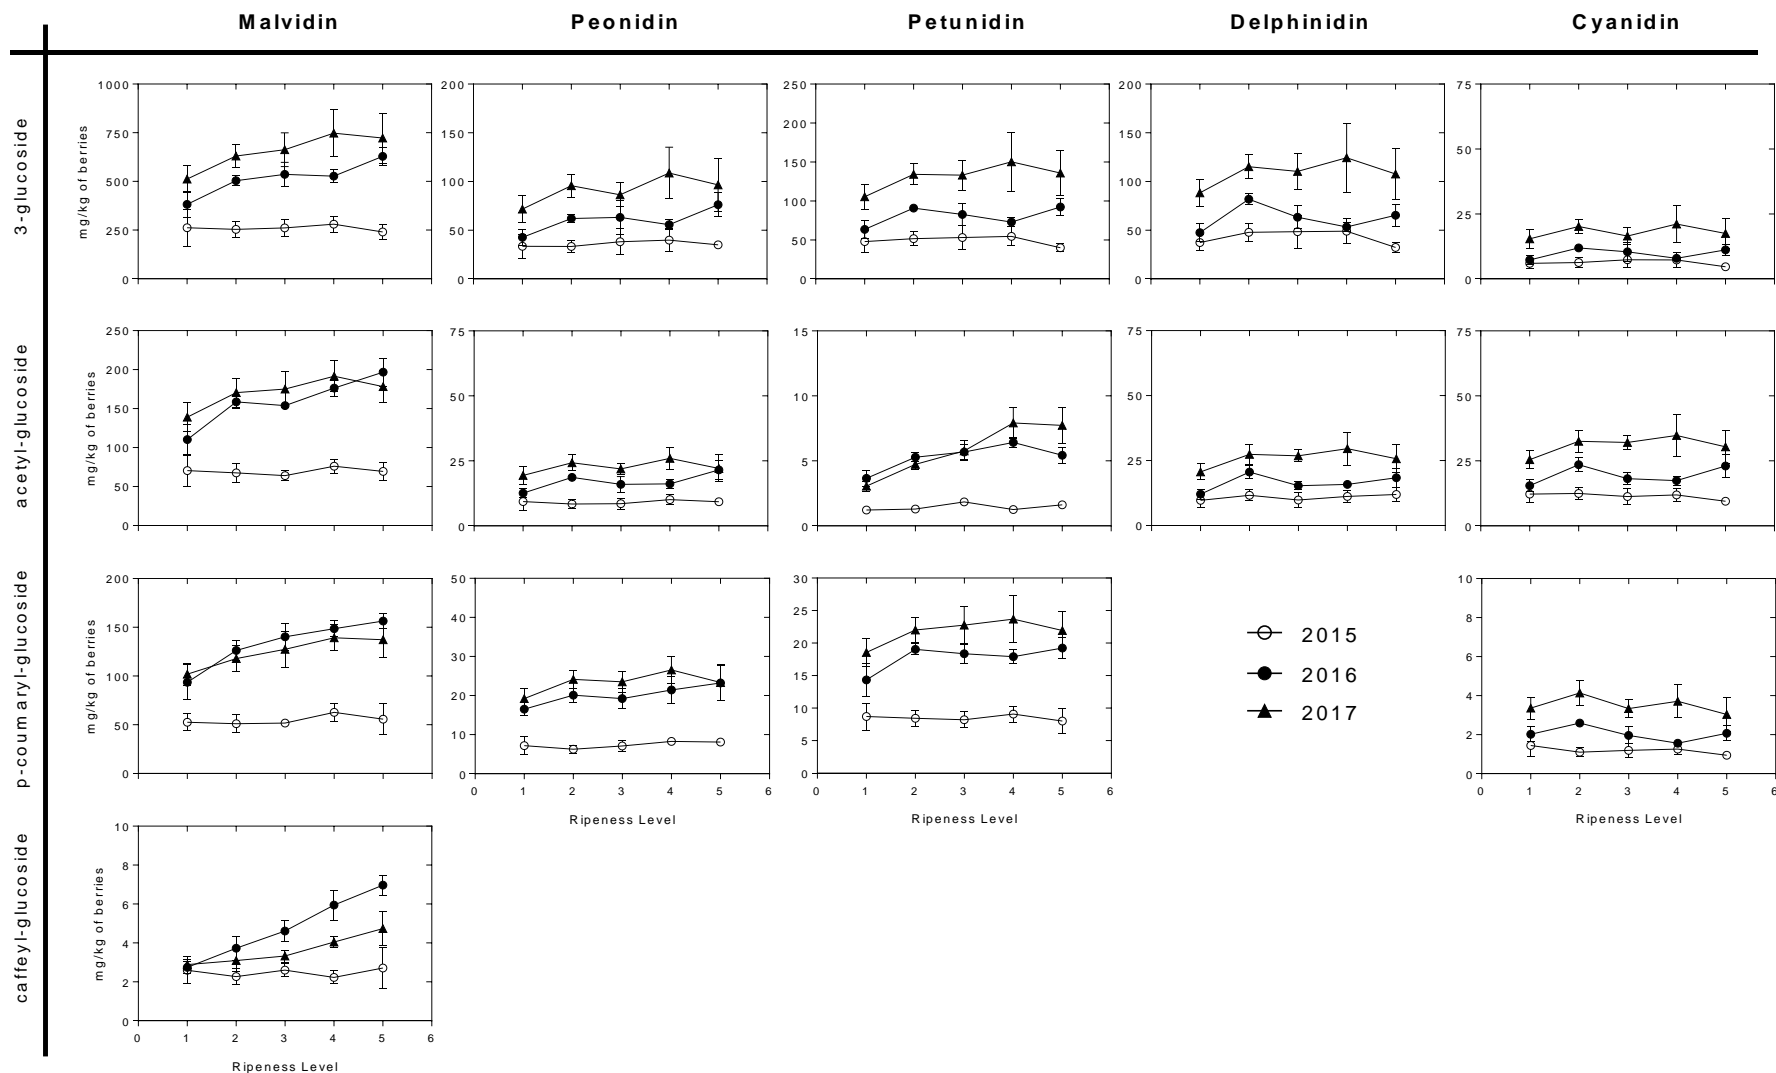 Malvidin Peonidin Petunidin Delphinidin Cyanidin
3-glucoside
mg/kg of berries
1000 750 500 250 0
200 150 100 50 0
250 200 150 100 50 0
200 150 100 50 0
75 50 25 0
acetyl-glucoside
mg/kg of berries
250 200 150 100 50 0
75 50 25 0
15 10 5 0
75 50 25 0
75 50 25 0
p-coumaryl-glucoside
mg/kg of berries
200 150 100 50 0
50 40 30 20 10 0
0 1 2 3 4 5 6
Ripeness Level
30 25 20 15 10 5 0
0 1 2 3 4 5 6
Ripeness Level
2015
2016
2017
10 8 6 4 2 0
0 1 2 3 4 5 6
Ripeness Level
caffeyl-glucoside
mg/kg of berries
10 8 6 4 2 0
0 1 2 3 4 5 6
Ripeness Level